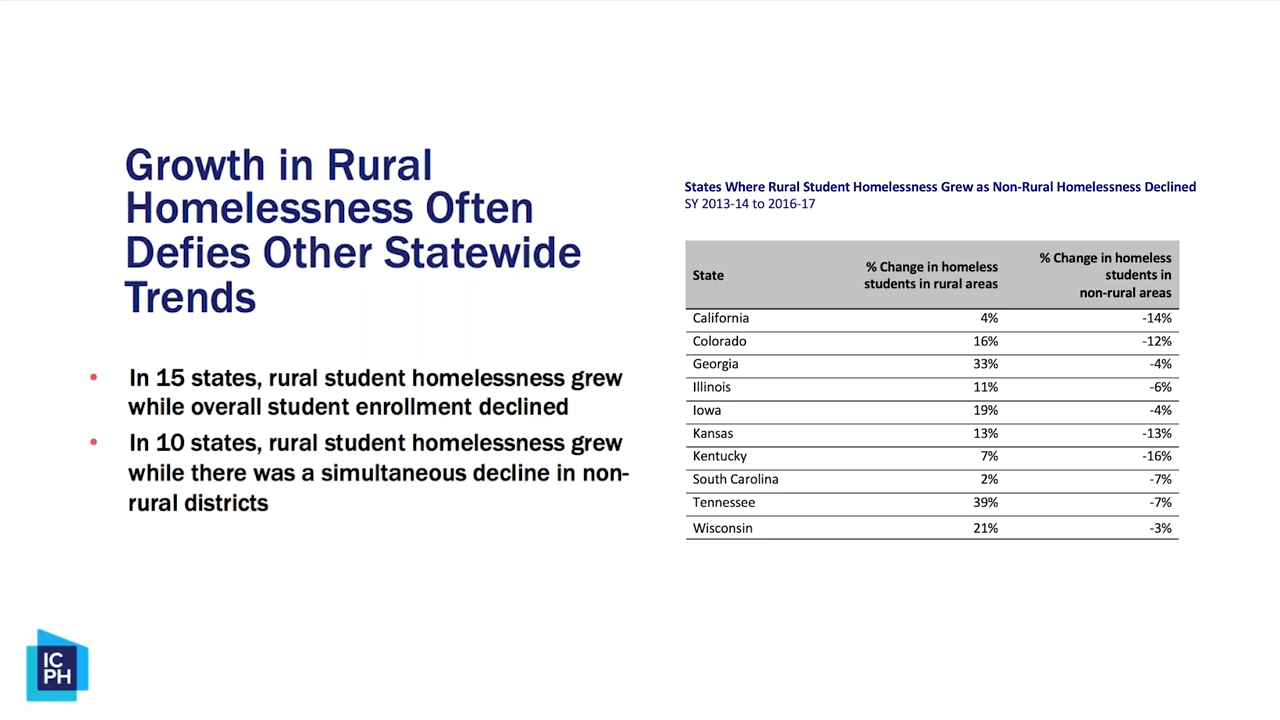 Growth in Rural
Homelessness Often
Defies Other Statewide
Trends
• In 15 states, rural student homelessness grew
while overall student enrollment declined
• In 10 states, rural student homelessness grew
while there was a simultaneous decline in non-
rural districts
States Where Rural Student Homelessness Grew as Non-Rural Homelessness Declined
SY 2013-14 to 2016-17
State % Change in homeless students in rural areas % Change in homeless students in non-rural areas
California 4% -14%
Colorado 16% -12%
Georgia 33% -4%
Illinois 11% -6%
Iowa 19% -4%
Kansas 13% -13%
Kentucky 7% -16%
South Carolina 2% -7%
Tennessee 39% -7%
Wisconsin 21% -3%
IC
PH